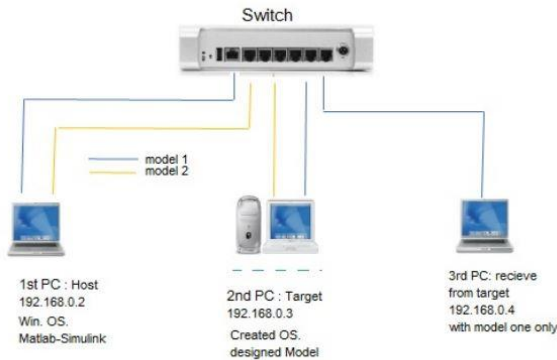 Switch
model 1
model 2
1st PC : Host
192.168.0.2
Win. OS.
Matlab-Simulink
2nd PC : Target
192.168.0.3
Created OS.
designed Model
3rd PC: recieve
from target
192.168.0.4
with model one only